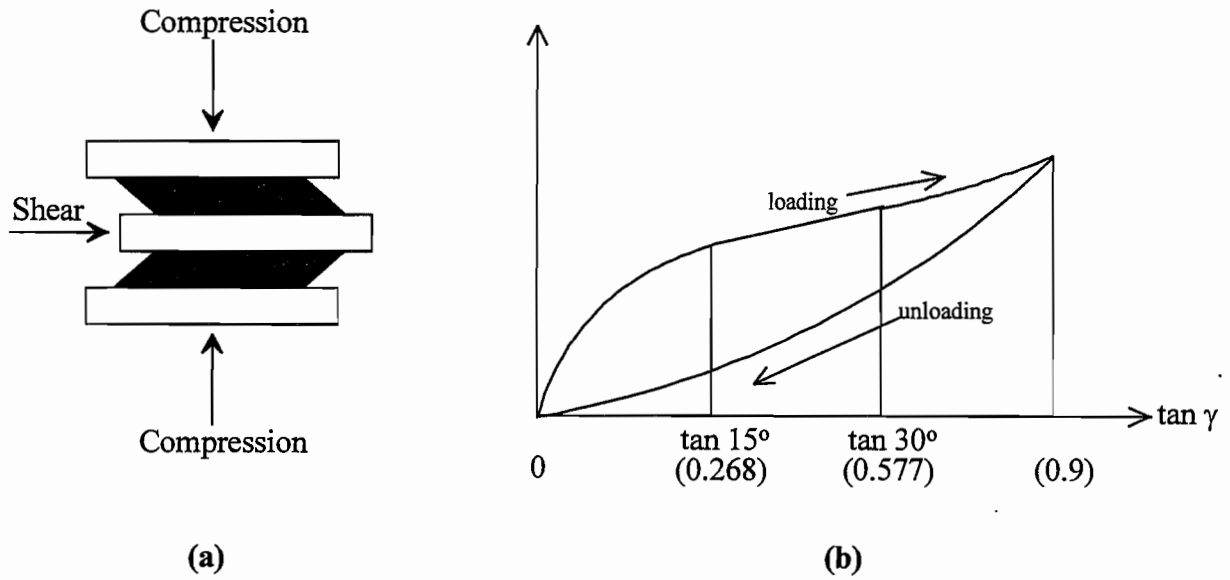 Compression
Shear
Compression
(a)
loading
unloading
tan γ
tan 15º
tan 30º
0
(0.268)
(0.577)
(0.9)
(b)